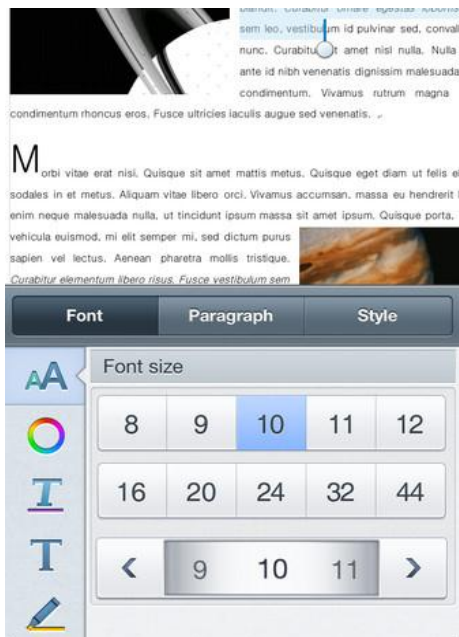 blandit. Curabitur ornare egestas lobortis
sem leo, vestibulum id pulvinar sed, conval
nunc. Curabitu t amet nisl nulla. Nulla
ante id nibh venenatis dignissim malesuada
condimentum. Vivamus rutrum magna
condimentum rhoncus eros. Fusce ultricies iaculis augue sed venenatis.
Morbi vitae erat nisi. Quisque sit amet mattis metus. Quisque eget diam ut felis el
sodales in et metus. Aliquam vitae libero orci. Vivamus accumsan. massa eu hendrerit
enim neque malesuada nulla, ut tincidunt ipsum massa sit amet ipsum. Quisque porta,
vehicula euismod, mi elit semper mi, sed dictum purus
sapien vel lectus. Aenean pharetra mollis tristique.
Curabitur elementum libero risus. Fusce vestibulum sem
Font Paragraph Style
AA Font size
8 9 10 11 12
T 16 20 24 32 44
T < 9 10 11 >